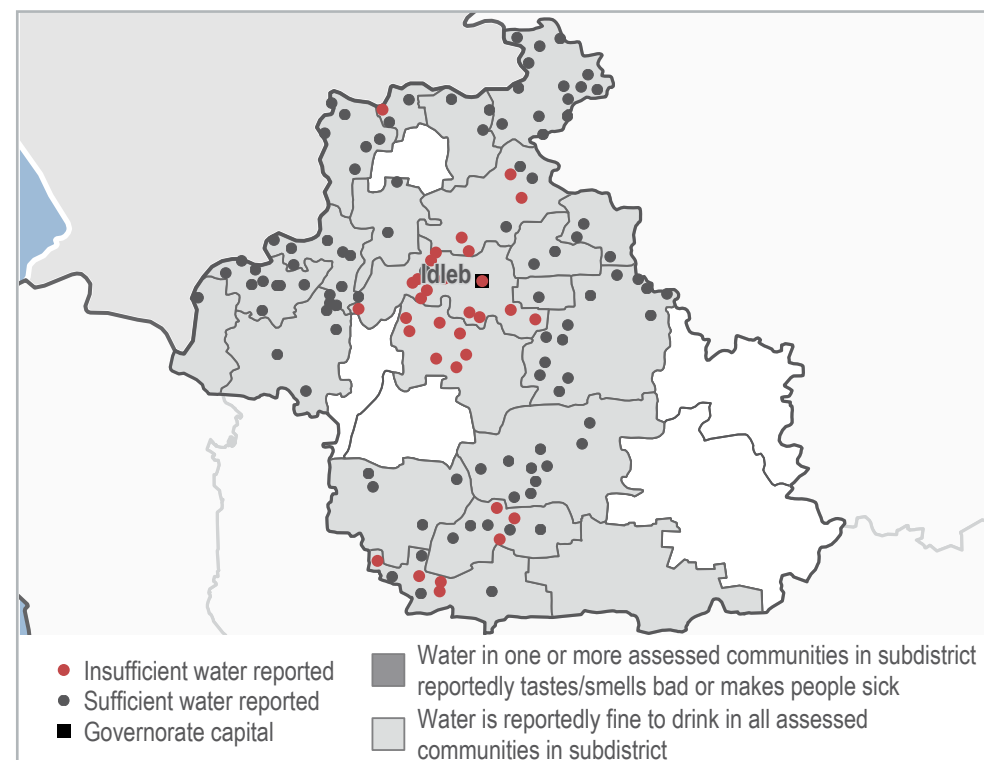 Idleb
Insufficient water reported
Sufficient water reported
Governorate capital
Water in one or more assessed communities in subdistrict
reportedly tastes/smells bad or makes people sick
Water is reportedly fine to drink in all assessed
communities in subdistrict